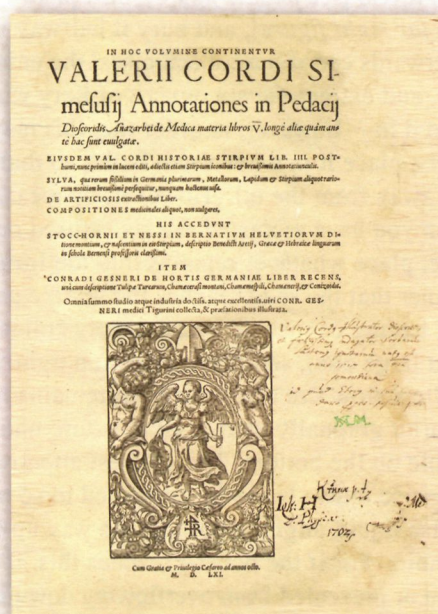 IN HOC VOLVMINE CONTINENTVR
VALERII CORDI SI-
mesusij Annotationes in Pedacij
Dioscoridis Anazarbei de Medica materia libros V, longè aliæ quàm an-
tè hac sunt euulgatæ.
EIVSDEM VAL. CORDI HISTORIAE STIRPIVM LIB. IIII. POST-
humi, nunc primùm in lucem editi, adiectis etiam Stirpium iconibus: & breuissimis Annotatiunculis.
SYLVA, qua rerum fossilium in Germania plurimarum, Metallorum, Lapidum & Stirpium aliquot rario-
rum notitiam breuissimè persequitur, nunquam hactenus uisa.
DE ARTIFICIOSIS extractionibus Liber.
COMPOSITIONES medicinales aliquot, non uulgares.
HIS ACCEDVNT
STOCC-HORNII ET NESSI IN BERNATIVM HELVETIORVM DI-
tione montium, & nascentium in eis Stirpium, descriptio Benedicti Aretij, Græcæ & Hebraicæ linguarum
in schola Bernensi professoris clarissimi.
ITEM
CONRADI GESNERI DE HORTIS GERMANIAE LIBER RECENS,
unà cum descriptione Tulipæ Turcarum, Chamæcerasi montani, Chamæmespili, Chamænerij, & Conizoidis.
Omnia summo studio atque industria doctiss. atque excellentiss. uiri CONR. GES-
NERI medici Tigurini collecta, & præfationibus illustrata.
1702
Cum Gratia & Priuilegio Cæsareo ad annos octo.
M. D. LXI.